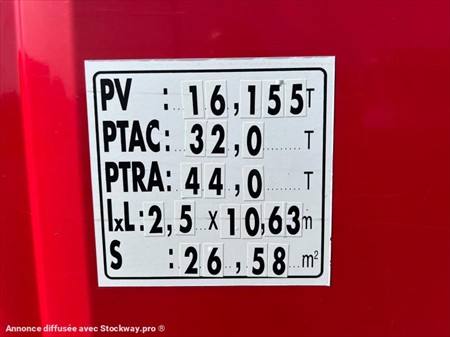 PV : 16,155 T
PTAC : 32,0 T
PTRA : 44,0 T
lxL : 2,5 x 10,63 m
S : 26,58 m²
Annonce diffusée avec Stockway.pro ®